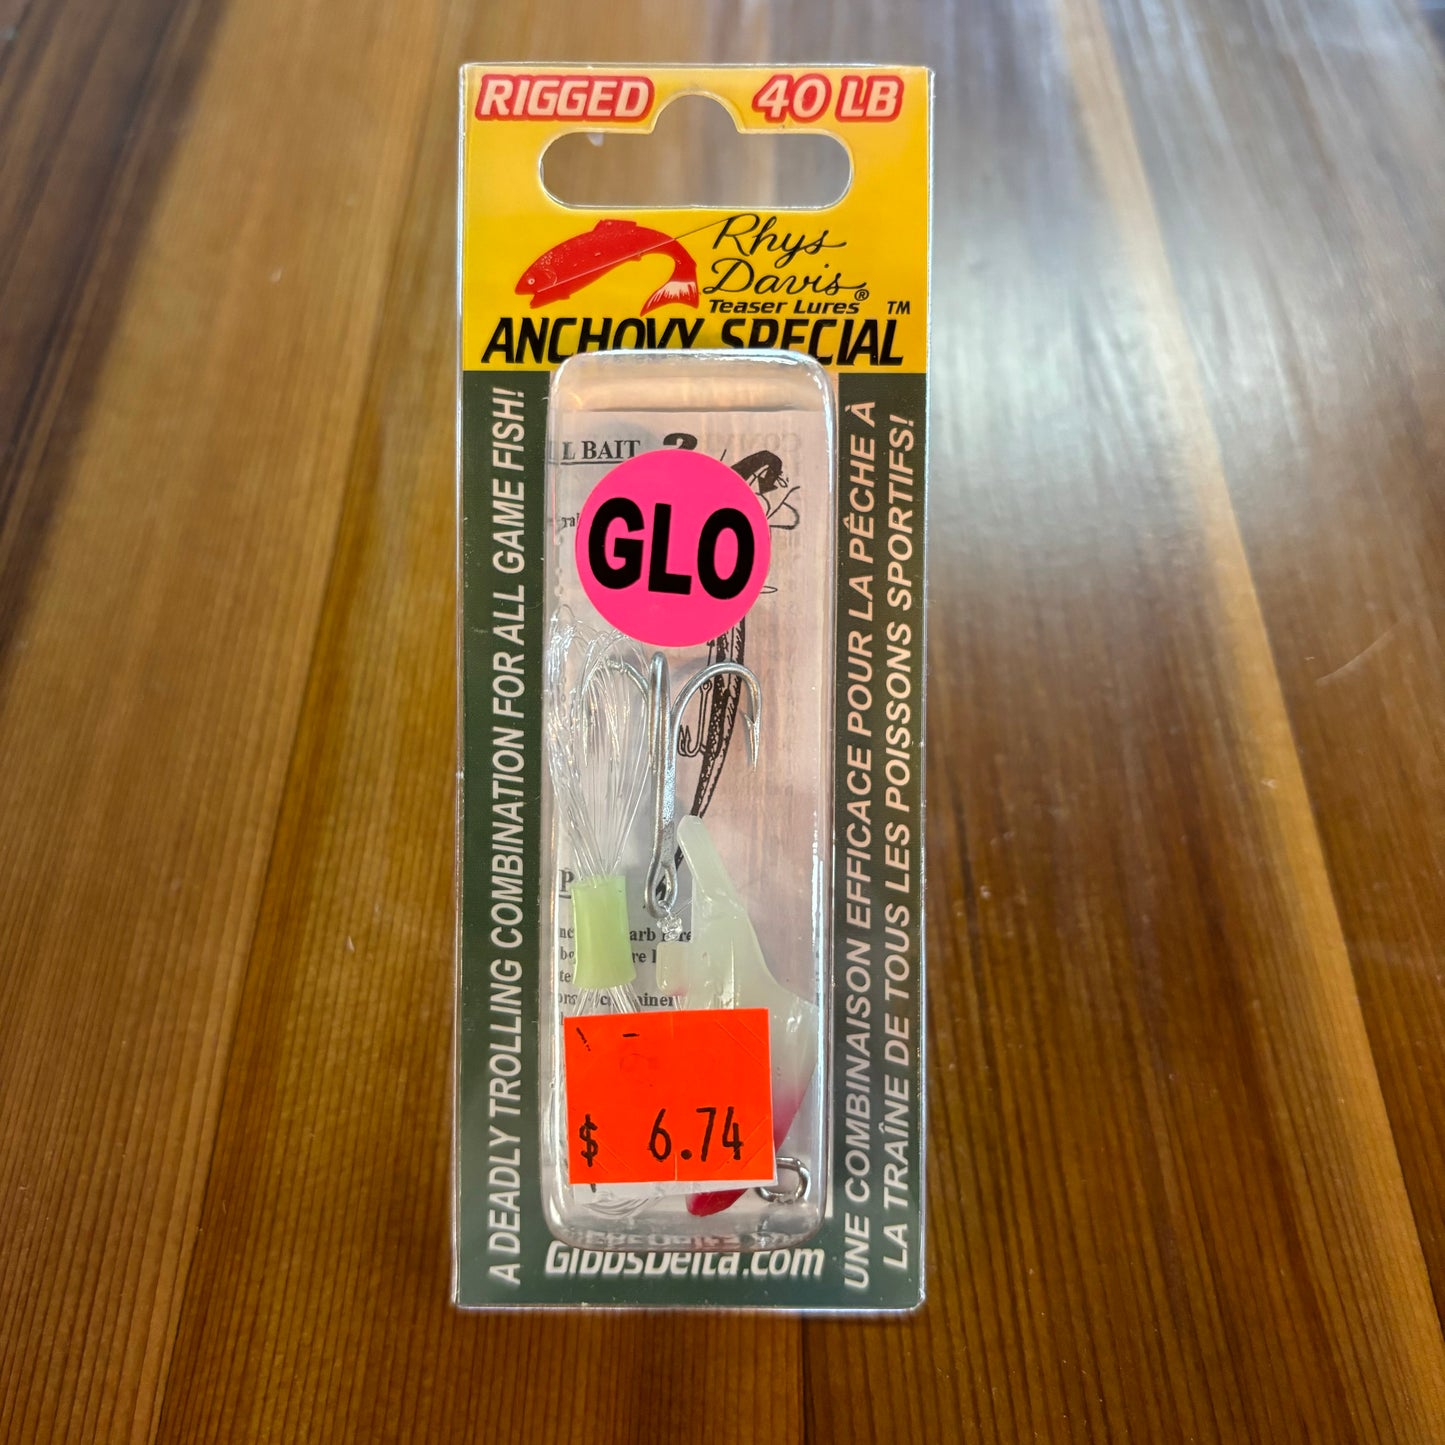 RIGGED 40 LB
Rhys
Davis®
Teaser Lures ™
ANCHOVY SPECIAL
A DEADLY TROLLING COMBINATION FOR ALL GAME FISH!
L BAIT
GLO
$ 6.74
GibbsDelta.com
UNE COMBINAISON EFFICACE POUR LA PÊCHE À
LA TRAÎNE DE TOUS LES POISSONS SPORTIFS!